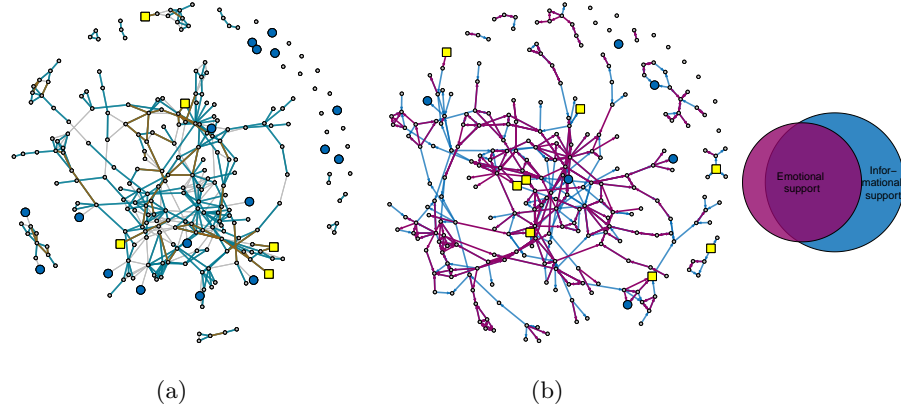 Emotional
support
Infor–
mational
support
(a)
(b)